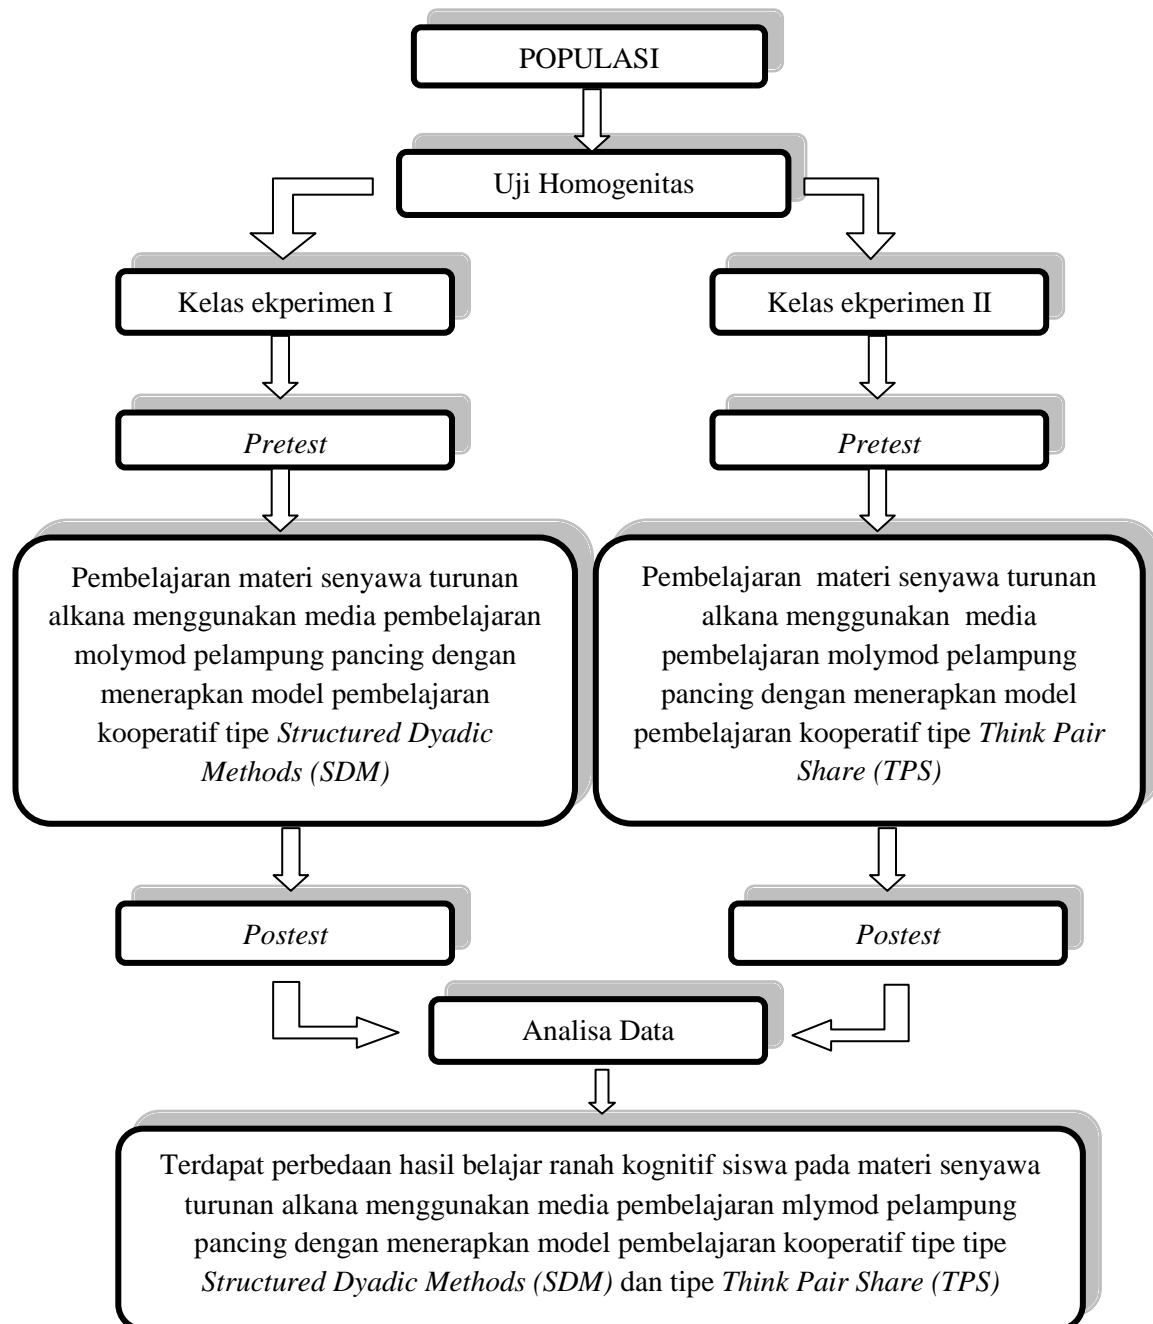 POPULASI
Uji Homogenitas
Kelas ekperimen I
Kelas ekperimen II
Pretest
Pretest
Pembelajaran materi senyawa turunan
alkana menggunakan media pembelajaran
molymod pelampung pancing dengan
menerapkan model pembelajaran
kooperatif tipe Structured Dyadic
Methods (SDM)
Pembelajaran materi senyawa turunan
alkana menggunakan media
pembelajaran molymod pelampung
pancing dengan menerapkan model
pembelajaran kooperatif tipe Think Pair
Share (TPS)
Postest
Postest
Analisa Data
Terdapat perbedaan hasil belajar ranah kognitif siswa pada materi senyawa
turunan alkana menggunakan media pembelajaran mlymod pelampung
pancing dengan menerapkan model pembelajaran kooperatif tipe tipe
Structured Dyadic Methods (SDM) dan tipe Think Pair Share (TPS)